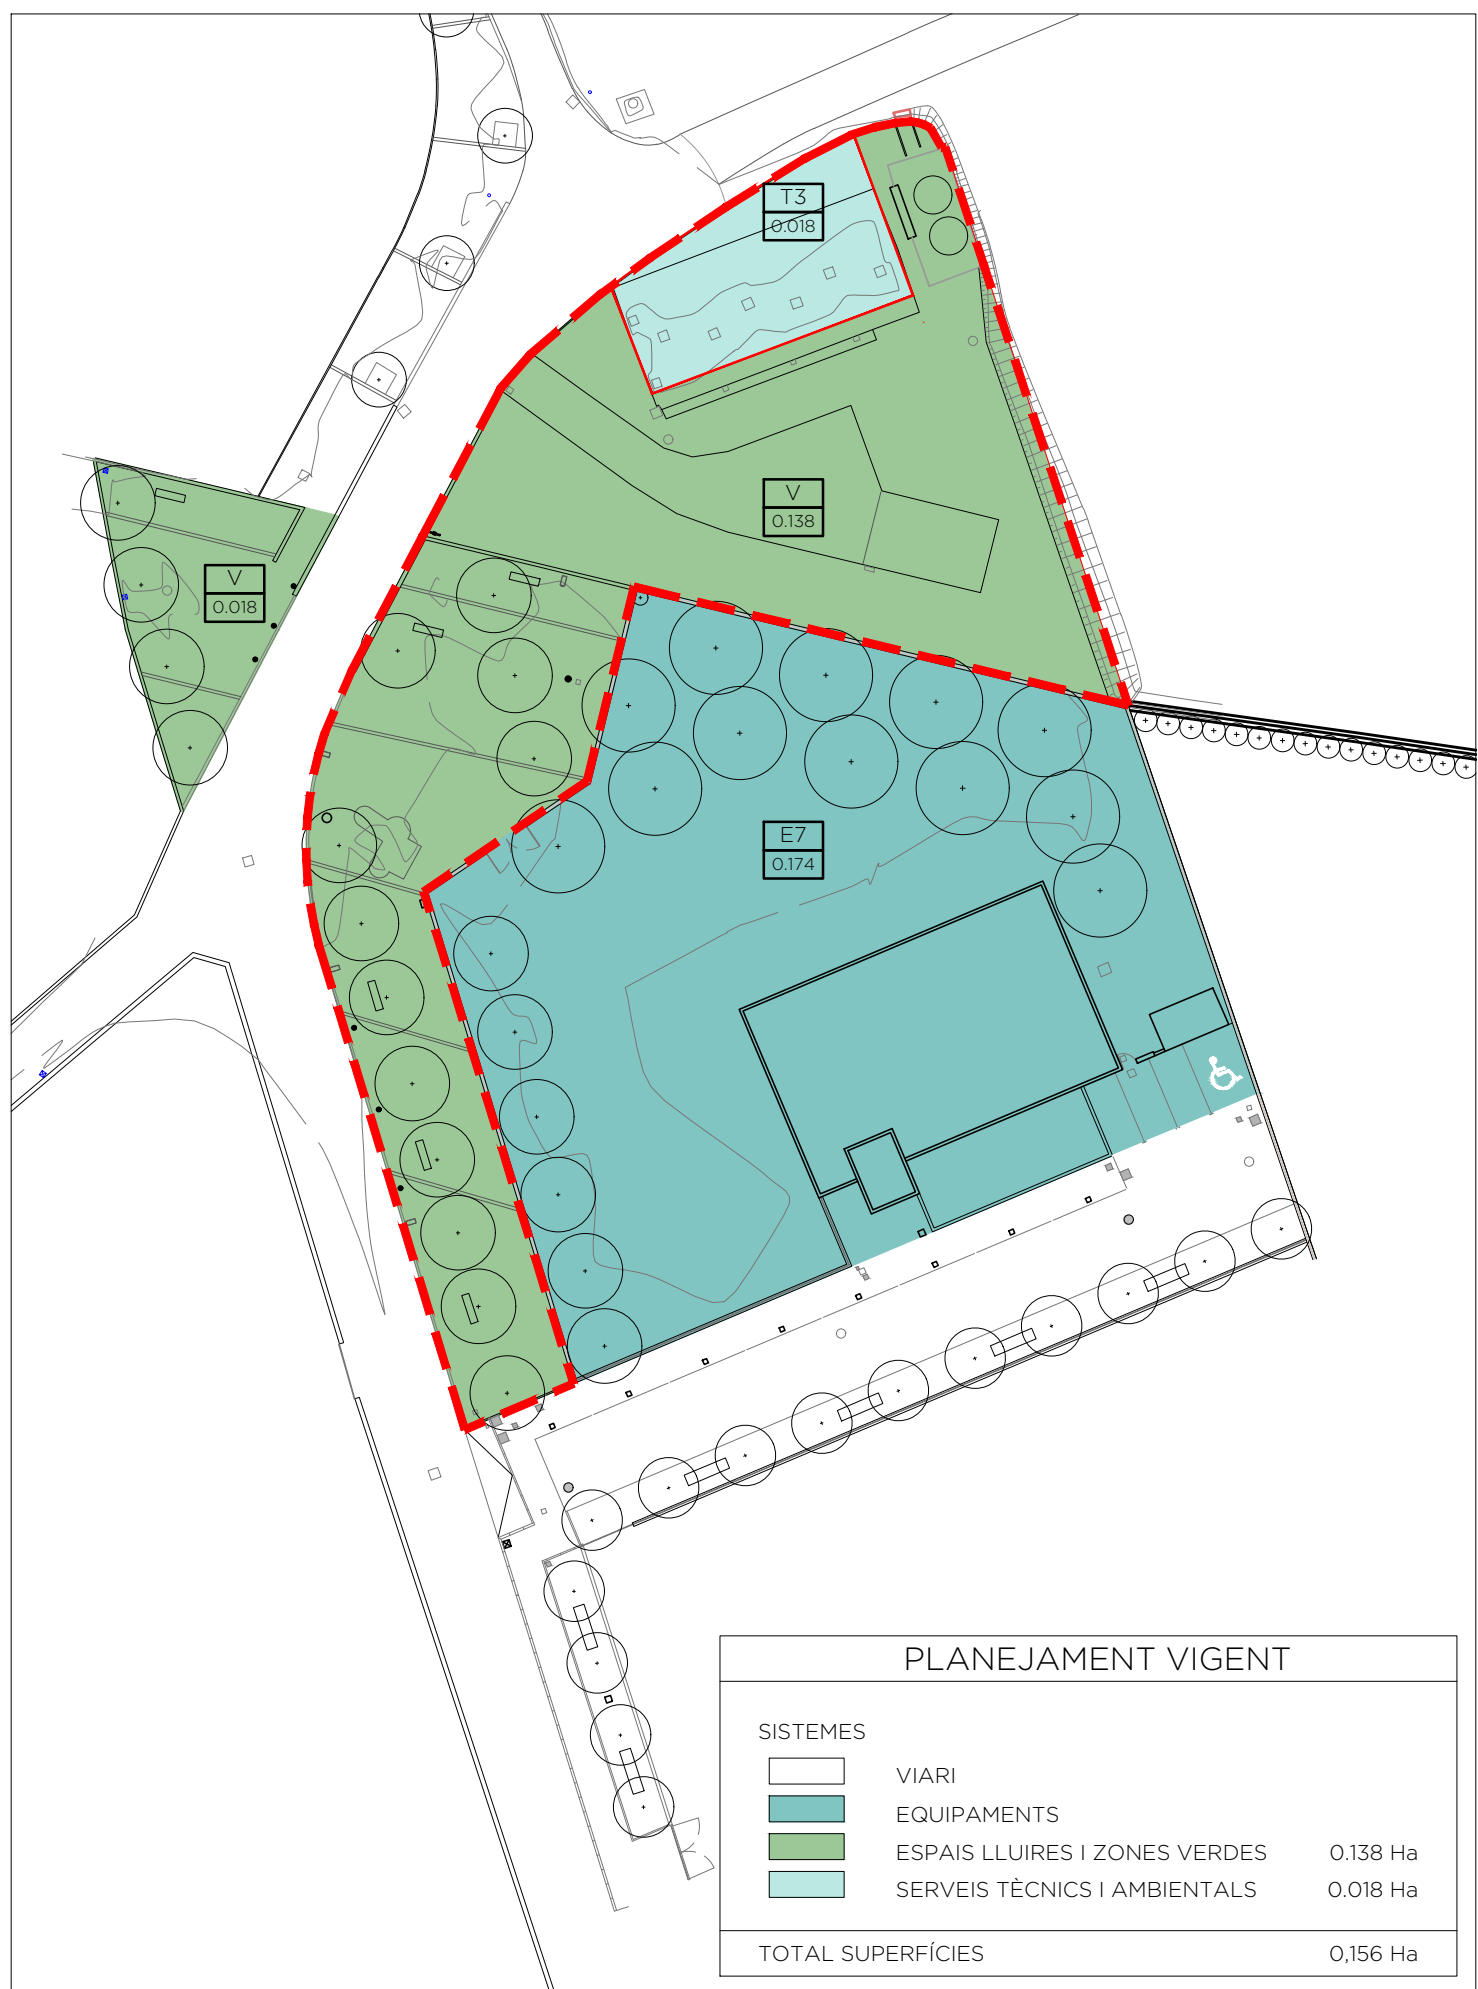 T3
0.018
V
0.138
V
0.018
E7
0.174
PLANEJAMENT VIGENT
SISTEMES
VIARI
EQUIPAMENTS
ESPAIS LLUIRES I ZONES VERDES 0.138 Ha
SERVEIS TÈCNICS I AMBIENTALS 0.018 Ha
TOTAL SUPERFÍCIES 0,156 Ha